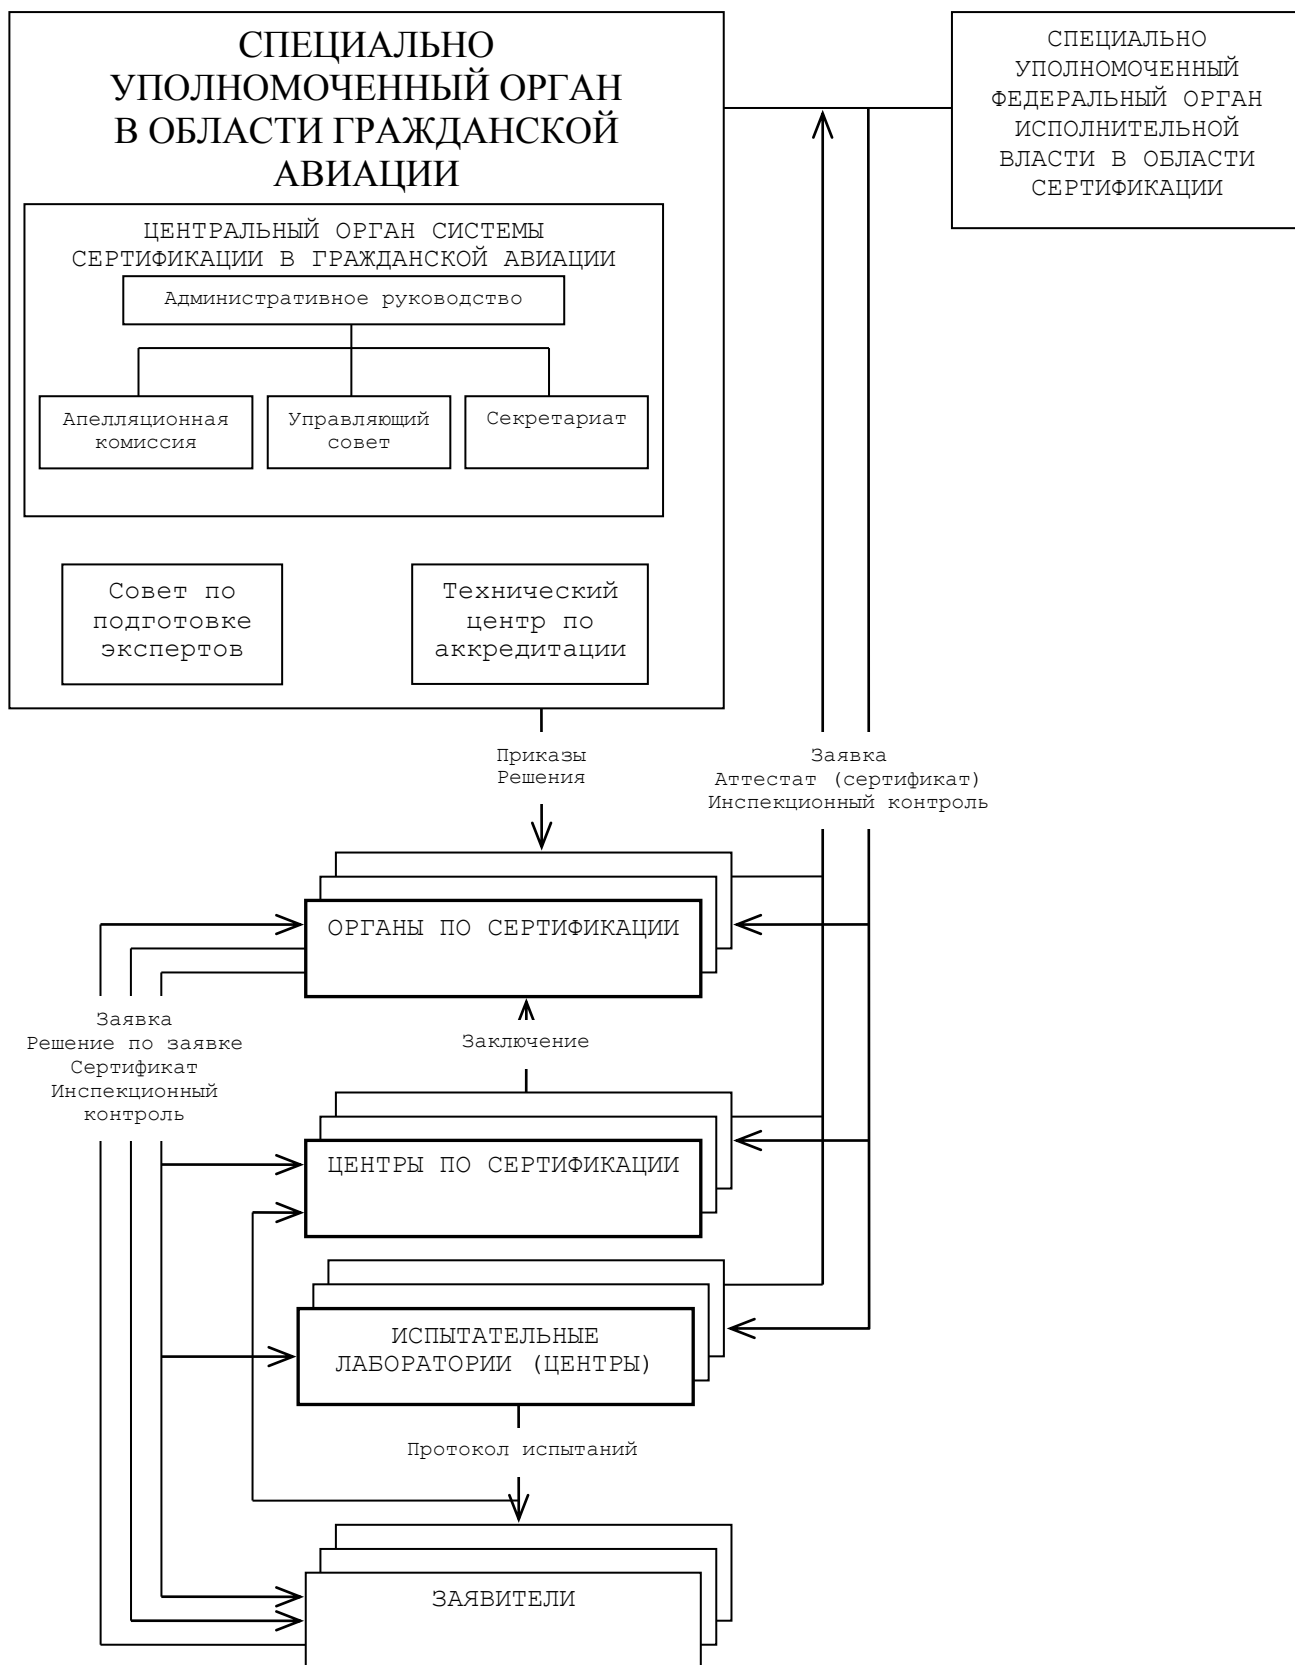 СПЕЦИАЛЬНО
УПОЛНОМОЧЕННЫЙ ОРГАН
В ОБЛАСТИ ГРАЖДАНСКОЙ
АВИАЦИИ
СПЕЦИАЛЬНО
УПОЛНОМОЧЕННЫЙ
ФЕДЕРАЛЬНЫЙ ОРГАН
ИСПОЛНИТЕЛЬНОЙ
ВЛАСТИ В ОБЛАСТИ
СЕРТИФИКАЦИИ
ЦЕНТРАЛЬНЫЙ ОРГАН СИСТЕМЫ
СЕРТИФИКАЦИИ В ГРАЖДАНСКОЙ АВИАЦИИ
Административное руководство
Апелляционная
комиссия
Управляющий
совет
Секретариат
Совет по
подготовке
экспертов
Технический
центр по
аккредитации
Приказы
Решения
Заявка
Аттестат (сертификат)
Инспекционный контроль
ОРГАНЫ ПО СЕРТИФИКАЦИИ
Заявка
Решение по заявке
Сертификат
Инспекционный
контроль
Заключение
ЦЕНТРЫ ПО СЕРТИФИКАЦИИ
ИСПЫТАТЕЛЬНЫЕ
ЛАБОРАТОРИИ (ЦЕНТРЫ)
Протокол испытаний
ЗАЯВИТЕЛИ